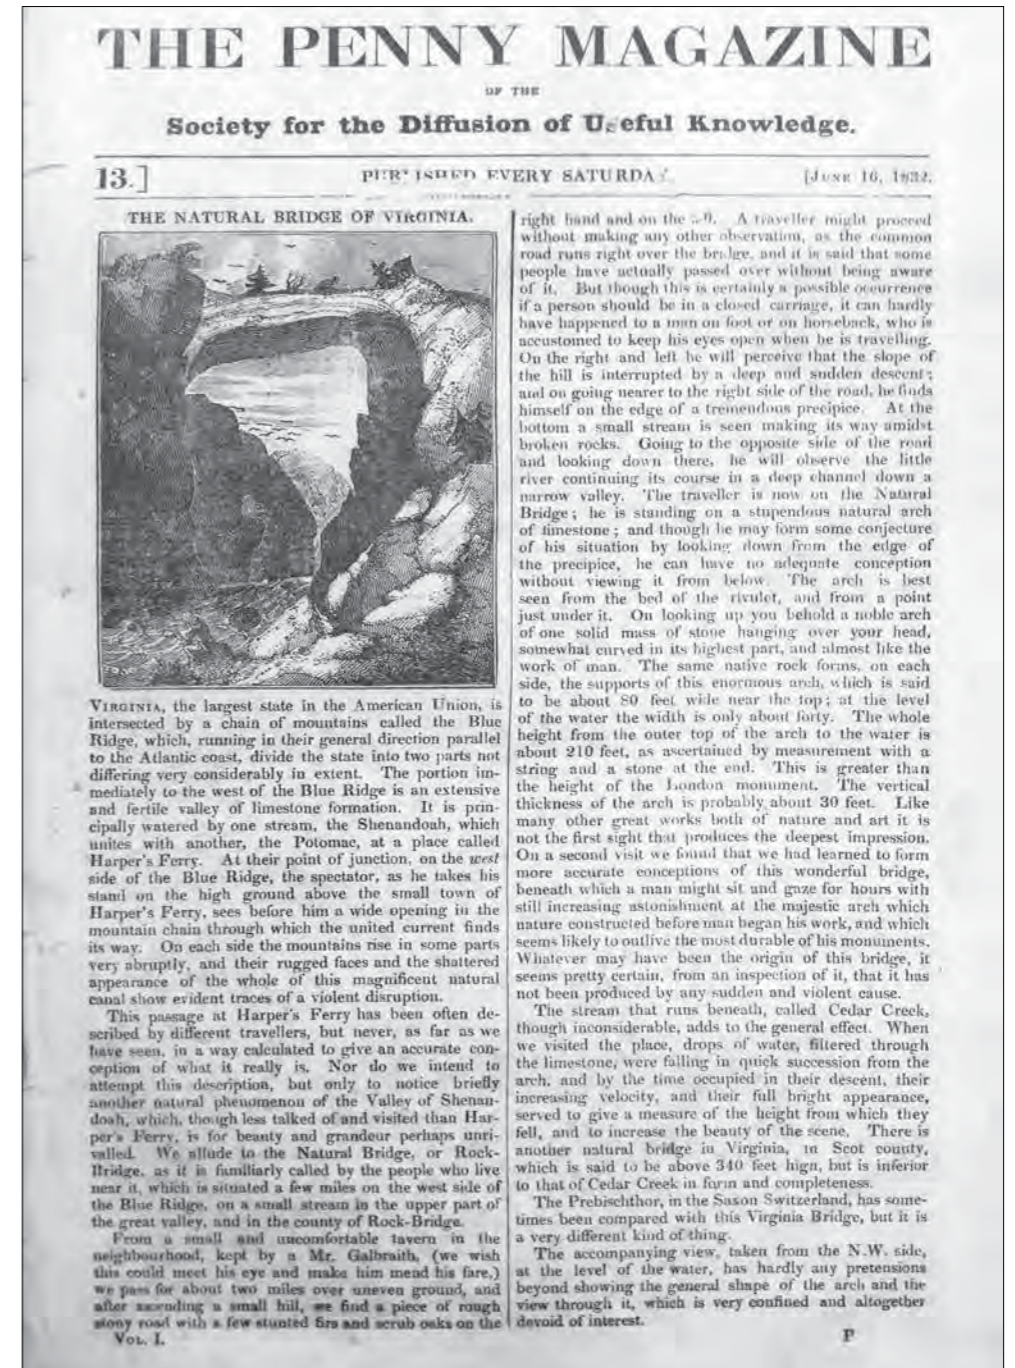 THE PENNY MAGAZINE
OF THE
Society for the Diffusion of Useful Knowledge.
13.]
PUBLISHED EVERY SATURDAY.
[JUNE 16, 1832.
THE NATURAL BRIDGE OF VIRGINIA.
VIRGINIA, the largest state in the American Union, is
intersected by a chain of mountains called the Blue
Ridge, which, running in their general direction parallel
to the Atlantic coast, divide the state into two parts not
differing very considerably in extent. The portion im-
mediately to the west of the Blue Ridge is an extensive
and fertile valley of limestone formation. It is prin-
cipally watered by one stream, the Shenandoah, which
unites with another, the Potomac, at a place called
Harper's Ferry. At their point of junction, on the west
side of the Blue Ridge, the spectator, as he takes his
stand on the high ground above the small town of
Harper's Ferry, sees before him a wide opening in the
mountain chain through which the united current finds
its way. On each side the mountains rise in some parts
very abruptly, and their rugged faces and the shattered
appearance of the whole of this magnificent natural
canal show evident traces of a violent disruption.
This passage at Harper's Ferry has been often de-
scribed by different travellers, but never, as far as we
have seen, in a way calculated to give an accurate con-
ception of what it really is. Nor do we intend to
attempt this description, but only to notice briefly
another natural phenomenon of the Valley of Shenan-
doah, which, though less talked of and visited than Har-
per's Ferry, is for beauty and grandeur perhaps unri-
valled. We allude to the Natural Bridge, or Rock-
Bridge, as it is familiarly called by the people who live
near it, which is situated a few miles on the west side of
the Blue Ridge, on a small stream in the upper part of
the great valley, and in the county of Rock-Bridge.
From a small and uncomfortable tavern in the
neighbourhood, kept by a Mr. Galbraith, (we wish
this could meet his eye and make him mend his fare,)
we pass for about two miles over uneven ground, and
after ascending a small hill, we find a piece of rough
stony road with a few stunted firs and scrub oaks on the
VOL. I.
right hand and on the left. A traveller might proceed
without making any other observation, as the common
road runs right over the bridge, and it is said that some
people have actually passed over without being aware
of it. But though this is certainly a possible occurrence
if a person should be in a closed carriage, it can hardly
have happened to a man on foot or on horseback, who is
accustomed to keep his eyes open when he is travelling.
On the right and left he will perceive that the slope of
the hill is interrupted by a deep and sudden descent;
and on going nearer to the right side of the road, he finds
himself on the edge of a tremendous precipice. At the
bottom a small stream is seen making its way amidst
broken rocks. Going to the opposite side of the road
and looking down there, he will observe the little
river continuing its course in a deep channel down a
narrow valley. The traveller is now on the Natural
Bridge; he is standing on a stupendous natural arch
of limestone; and though he may form some conjecture
of his situation by looking down from the edge of
the precipice, he can have no adequate conception
without viewing it from below. The arch is best
seen from the bed of the rivulet, and from a point
just under it. On looking up you behold a noble arch
of one solid mass of stone hanging over your head,
somewhat curved in its highest part, and almost like the
work of man. The same native rock forms, on each
side, the supports of this enormous arch, which is said
to be about 80 feet wide near the top; at the level
of the water the width is only about forty. The whole
height from the outer top of the arch to the water is
about 210 feet, as ascertained by measurement with a
string and a stone at the end. This is greater than
the height of the London monument. The vertical
thickness of the arch is probably about 30 feet. Like
many other great works both of nature and art it is
not the first sight that produces the deepest impression.
On a second visit we found that we had learned to form
more accurate conceptions of this wonderful bridge,
beneath which a man might sit and gaze for hours with
still increasing astonishment at the majestic arch which
nature constructed before man began his work, and which
seems likely to outlive the most durable of his monuments.
Whatever may have been the origin of this bridge, it
seems pretty certain, from an inspection of it, that it has
not been produced by any sudden and violent cause.
The stream that runs beneath, called Cedar Creek,
though inconsiderable, adds to the general effect. When
we visited the place, drops of water, filtered through
the limestone, were falling in quick succession from the
arch, and by the time occupied in their descent, their
increasing velocity, and their full bright appearance,
served to give a measure of the height from which they
fell, and to increase the beauty of the scene. There is
another natural bridge in Virginia, in Scot county,
which is said to be above 340 feet high, but is inferior
to that of Cedar Creek in form and completeness.
The Prebischthor, in the Saxon Switzerland, has some-
times been compared with this Virginia Bridge, but it is
a very different kind of thing.
The accompanying view, taken from the N.W. side,
at the level of the water, has hardly any pretensions
beyond showing the general shape of the arch and the
view through it, which is very confined and altogether
devoid of interest.
P